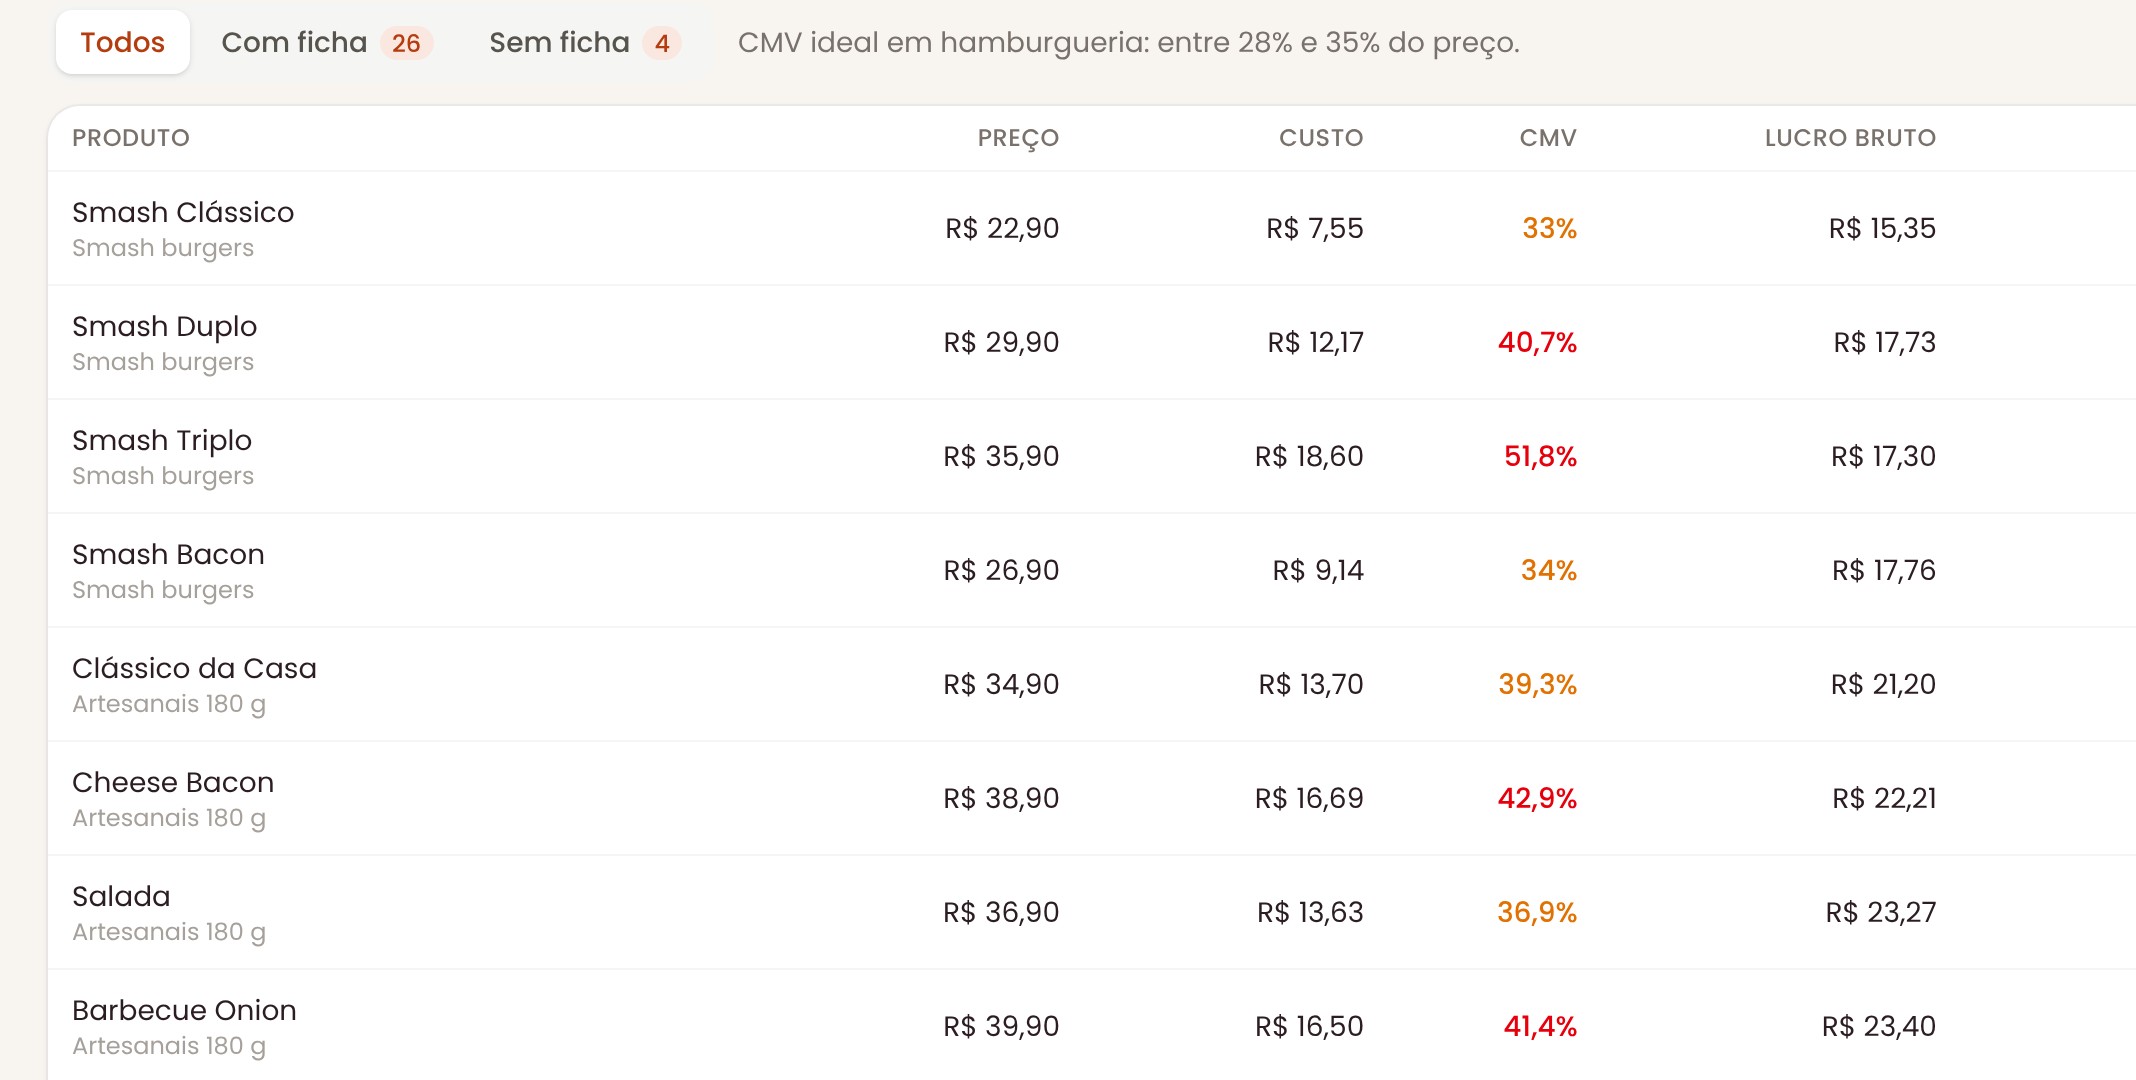 Todos Com ficha 26 Sem ficha 4 CMV ideal em hamburgueria: entre 28% e 35% do preço.
PRODUTO PREÇO CUSTO CMV LUCRO BRUTO
Smash Clássico
Smash burgers
R$ 22,90 R$ 7,55 33% R$ 15,35
Smash Duplo
Smash burgers
R$ 29,90 R$ 12,17 40,7% R$ 17,73
Smash Triplo
Smash burgers
R$ 35,90 R$ 18,60 51,8% R$ 17,30
Smash Bacon
Smash burgers
R$ 26,90 R$ 9,14 34% R$ 17,76
Clássico da Casa
Artesanais 180 g
R$ 34,90 R$ 13,70 39,3% R$ 21,20
Cheese Bacon
Artesanais 180 g
R$ 38,90 R$ 16,69 42,9% R$ 22,21
Salada
Artesanais 180 g
R$ 36,90 R$ 13,63 36,9% R$ 23,27
Barbecue Onion
Artesanais 180 g
R$ 39,90 R$ 16,50 41,4% R$ 23,40